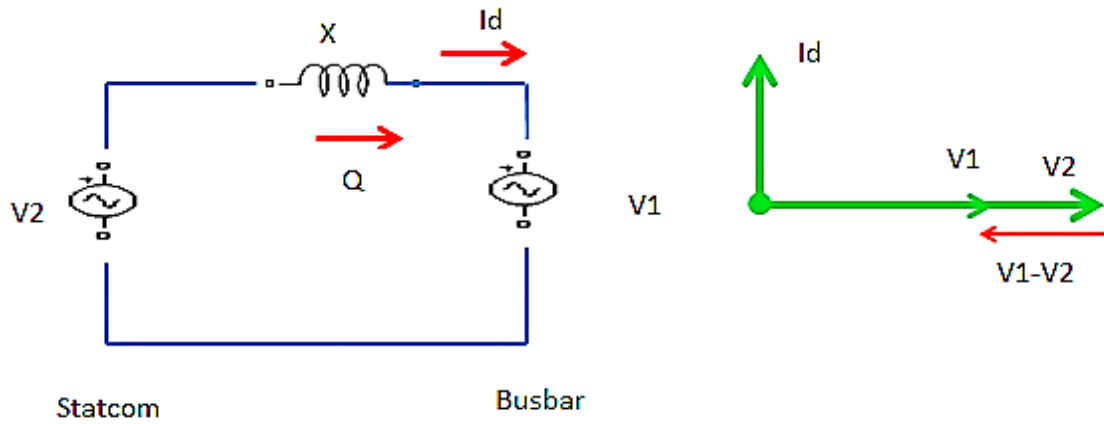 X
Id
Q
V2
V1
Statcom
Busbar
Id
V1
V2
V1-V2